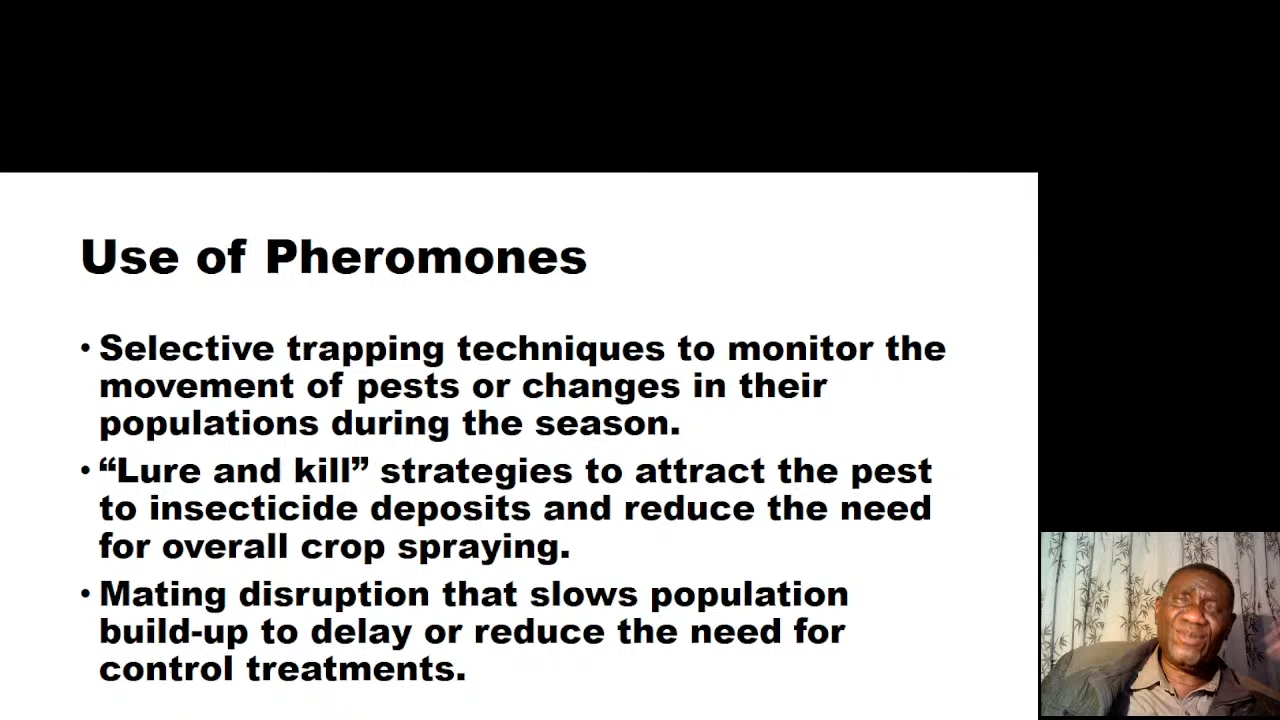 Use of Pheromones
• Selective trapping techniques to monitor the
movement of pests or changes in their
populations during the season.
• “Lure and kill” strategies to attract the pest
to insecticide deposits and reduce the need
for overall crop spraying.
• Mating disruption that slows population
build-up to delay or reduce the need for
control treatments.